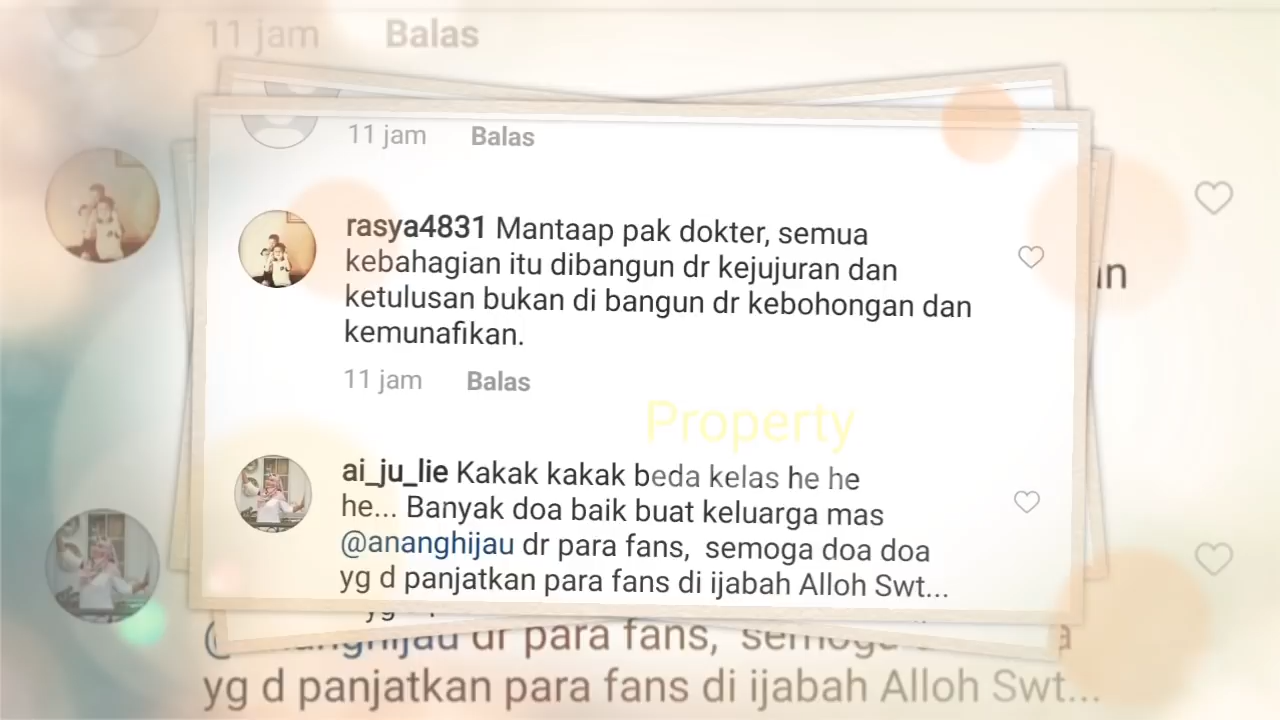 11 jam Balas
11 jam Balas
rasya4831 Mantaap pak dokter, semua
kebahagian itu dibangun dr kejujuran dan
ketulusan bukan di bangun dr kebohongan dan
kemunafikan.
11 jam Balas
Property
ai_ju_lie Kakak kakak beda kelas he he
he... Banyak doa baik buat keluarga mas
@ananghijau dr para fans, semoga doa doa
yg d panjatkan para fans di ijabah Alloh Swt...
dr para fans,
yg d panjatkan para fans di ijabah Alloh Swt...